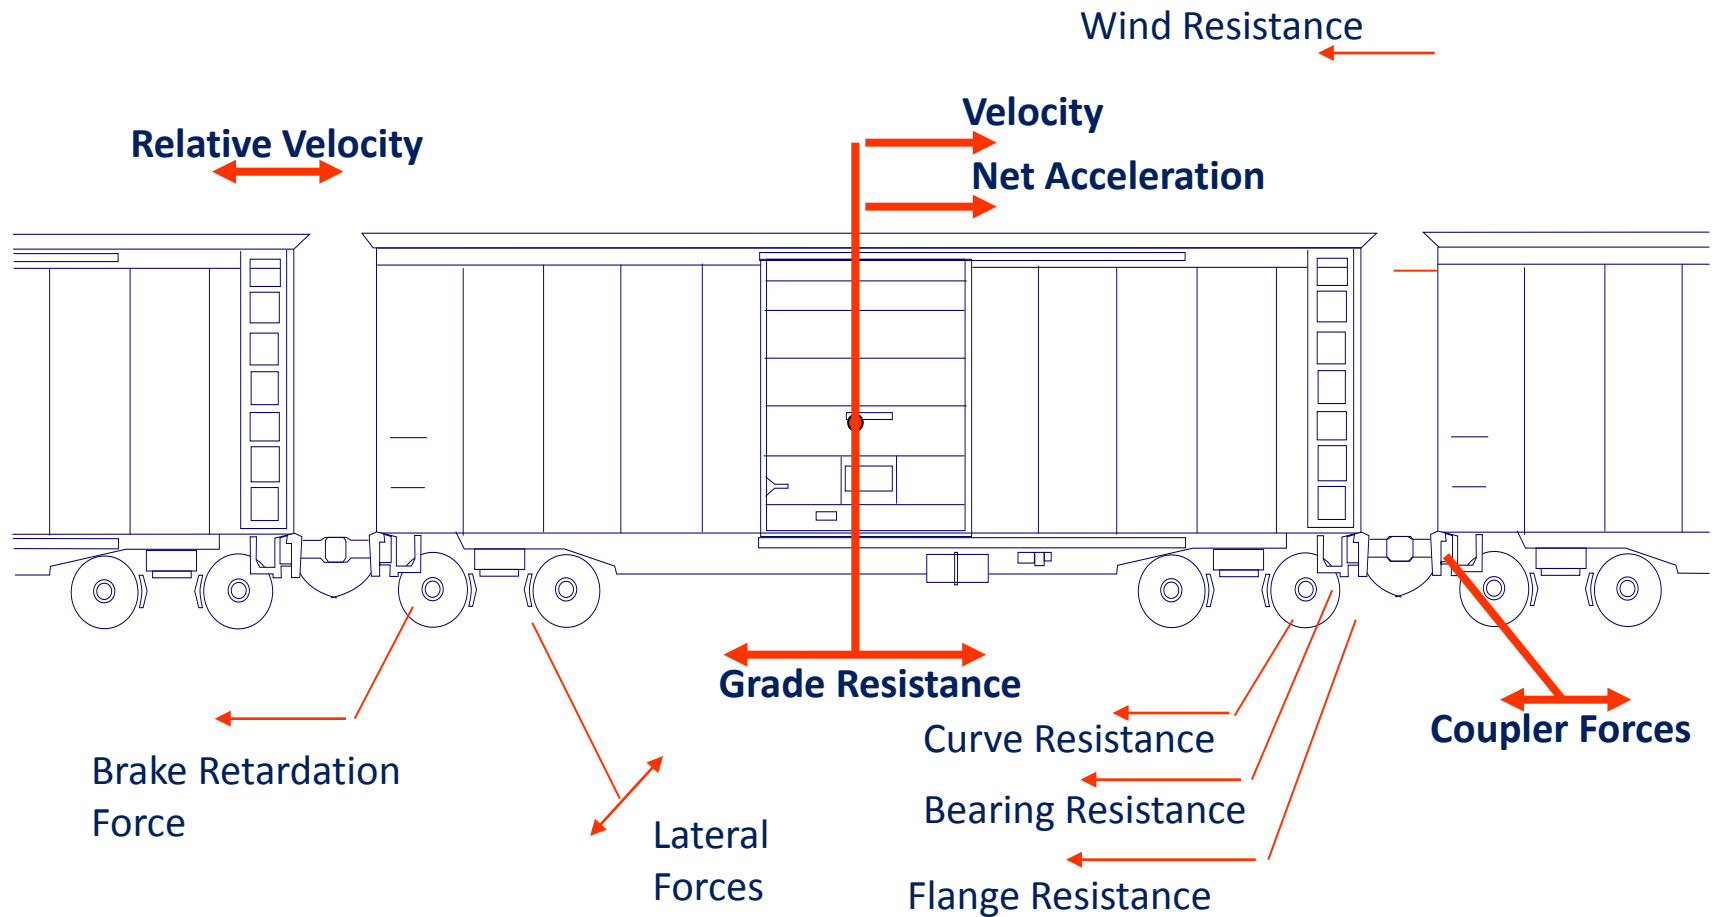 Wind Resistance
Velocity
Relative Velocity
Net Acceleration
Grade Resistance
Curve Resistance
Coupler Forces
Brake Retardation
Force
Bearing Resistance
Lateral
Forces
Flange Resistance